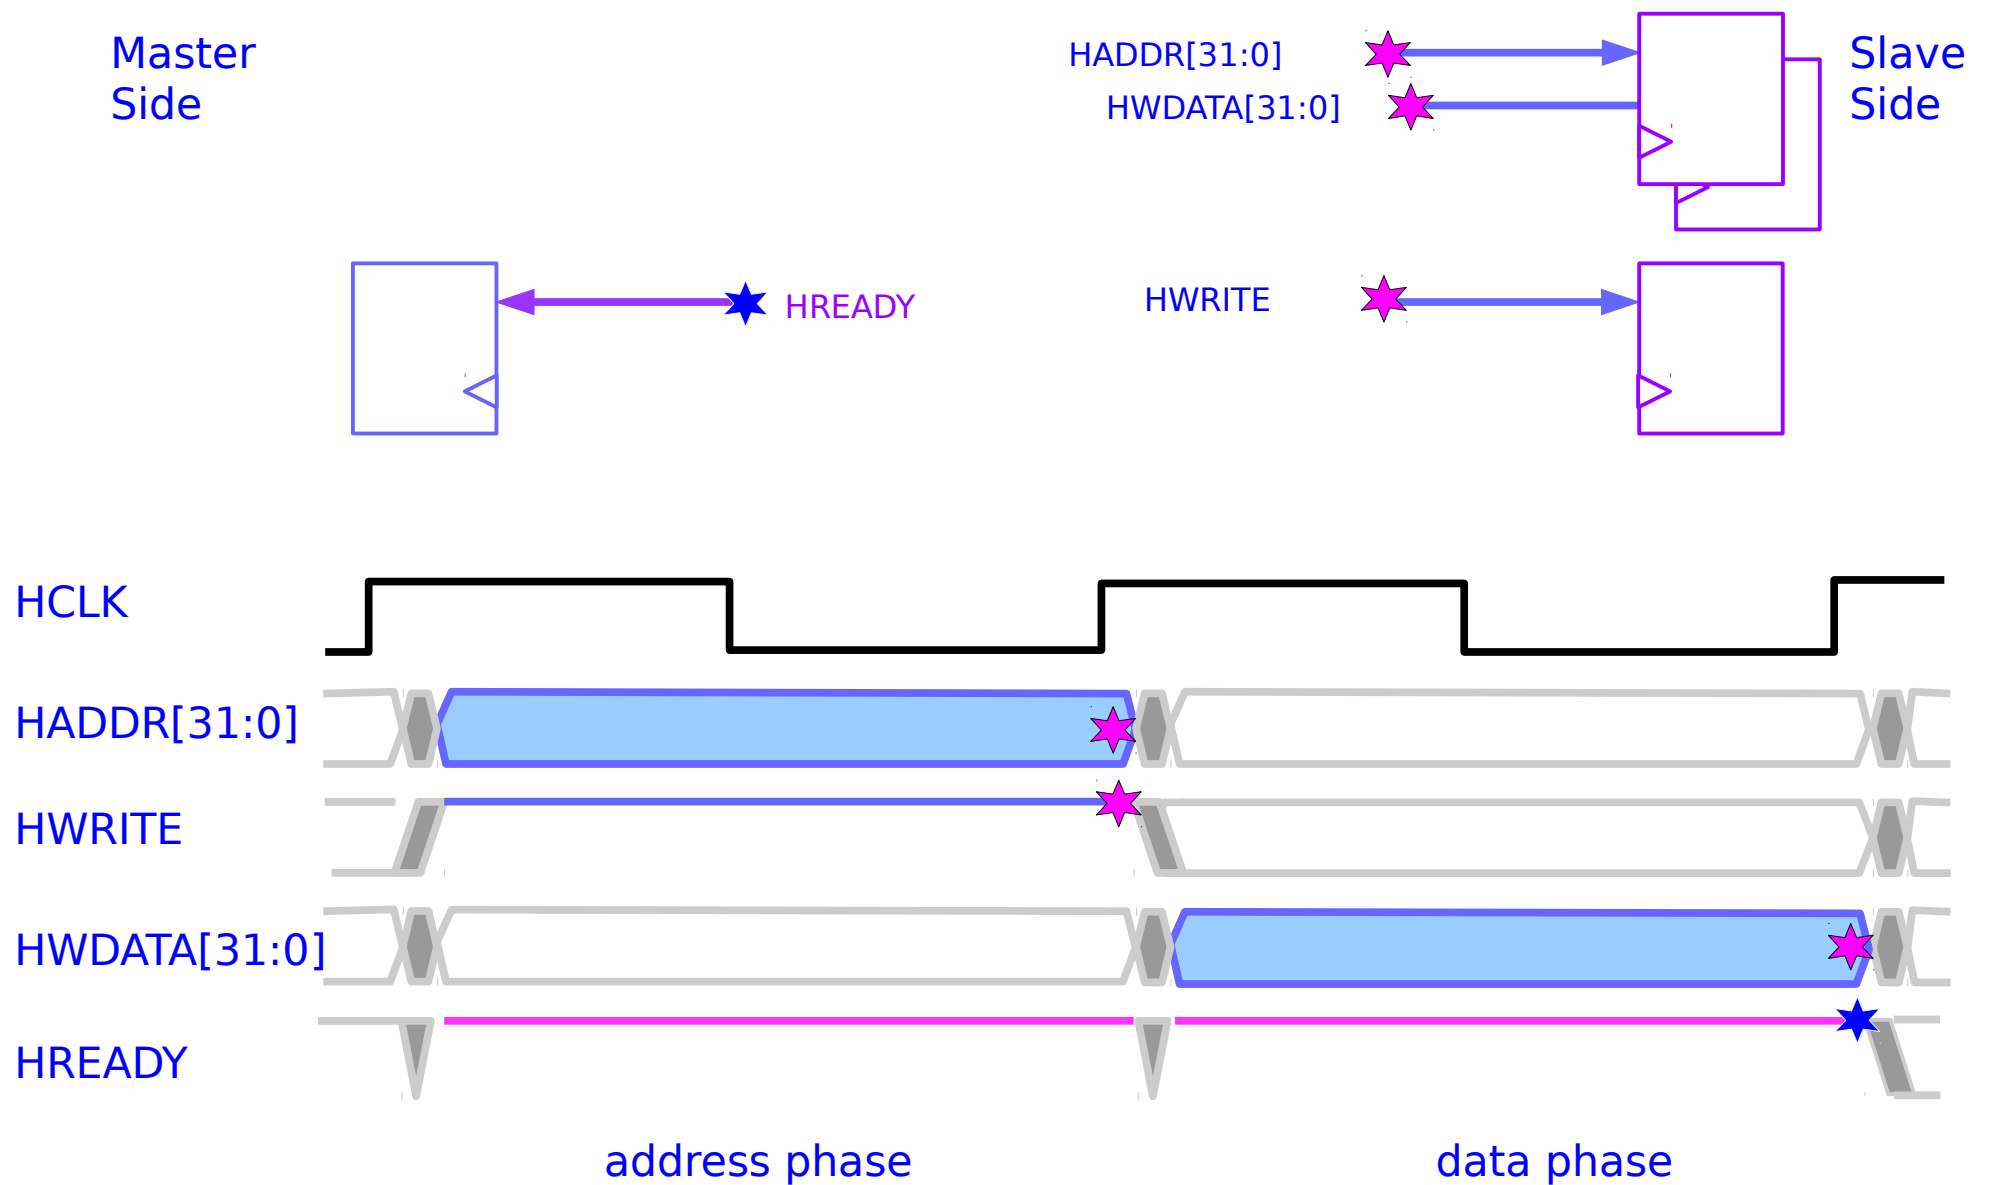 Master
Side
HADDR[31:0]
HWDATA[31:0]
Slave
Side
HREADY
HWRITE
HCLK
HADDR[31:0]
HWRITE
HWDATA[31:0]
HREADY
address phase
data phase